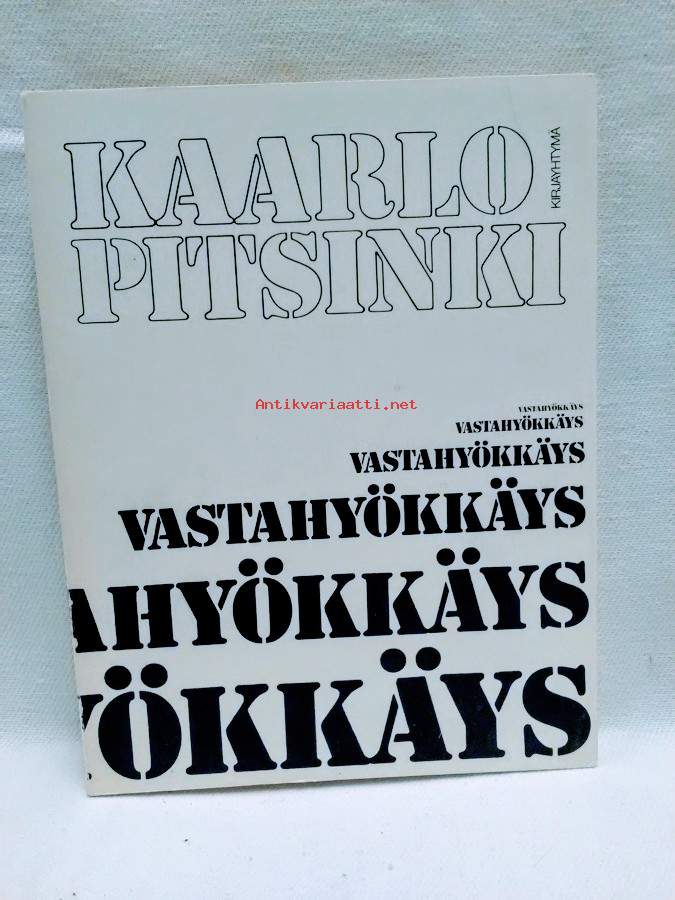 KAARLO
PITSINKI
KIRJAYHTYMÄ
Antikvariaatti.net
VASTAHYÖKKÄYS
VASTAHYÖKKÄYS
VASTAHYÖKKÄYS
VASTAHYÖKKÄYS
AHYÖKKÄYS
YÖKKÄYS